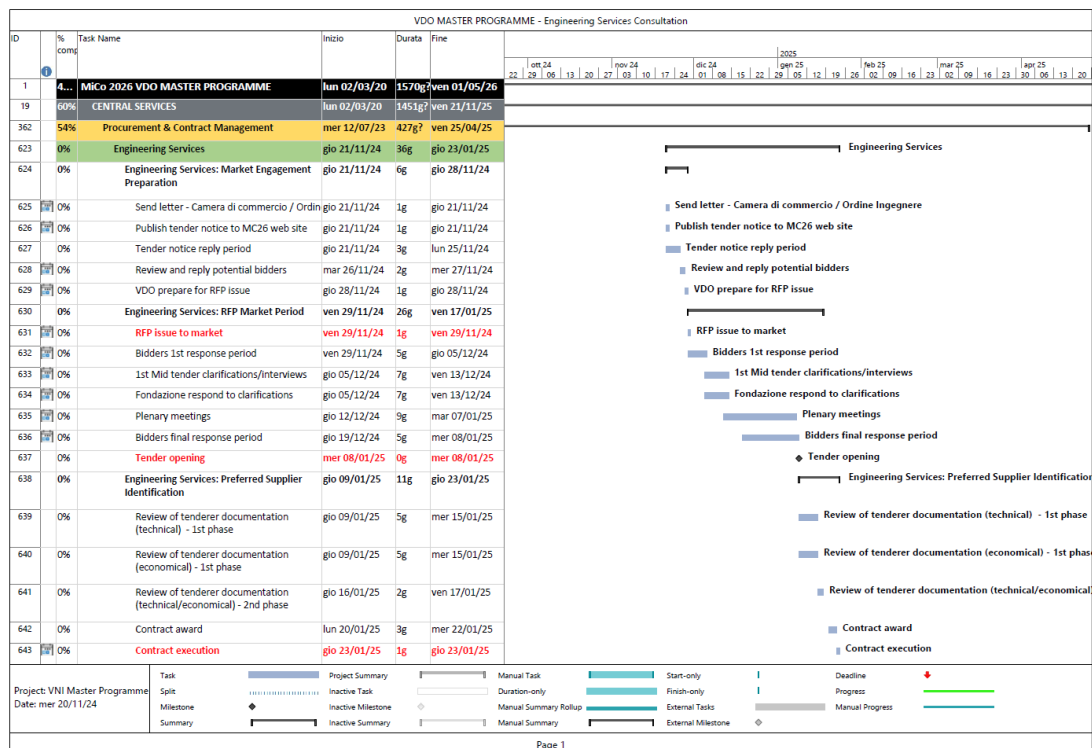 VDO MASTER PROGRAMME - Engineering Services Consultation
ID % comp Task Name Inizio Durata Fine
2025
ott 24 nov 24 dic 24 gen 25 feb 25 mar 25 apr 25
22 29 06 13 20 27 03 10 17 24 01 08 15 22 29 05 12 19 26 02 09 16 23 02 09 16 23 30 06 13 20
1 4... MiCo 2026 VDO MASTER PROGRAMME lun 02/03/20 1570g? ven 01/05/26
19 60% CENTRAL SERVICES lun 02/03/20 1451g? ven 21/11/25
362 54% Procurement & Contract Management mer 12/07/23 427g? ven 25/04/25
623 0% Engineering Services gio 21/11/24 36g gio 23/01/25 Engineering Services
624 0% Engineering Services: Market Engagement gio 21/11/24 6g gio 28/11/24
Preparation
625 0% Send letter - Camera di commercio / Ordin gio 21/11/24 1g gio 21/11/24 Send letter - Camera di commercio / Ordine Ingegnere
626 0% Publish tender notice to MC26 web site gio 21/11/24 1g gio 21/11/24 Publish tender notice to MC26 web site
627 0% Tender notice reply period gio 21/11/24 3g lun 25/11/24 Tender notice reply period
628 0% Review and reply potential bidders mar 26/11/24 2g mer 27/11/24 Review and reply potential bidders
629 0% VDO prepare for RFP issue gio 28/11/24 1g gio 28/11/24 VDO prepare for RFP issue
630 0% Engineering Services: RFP Market Period ven 29/11/24 26g ven 17/01/25
631 0% RFP issue to market ven 29/11/24 1g ven 29/11/24 RFP issue to market
632 0% Bidders 1st response period ven 29/11/24 5g gio 05/12/24 Bidders 1st response period
633 0% 1st Mid tender clarifications/interviews gio 05/12/24 7g ven 13/12/24 1st Mid tender clarifications/interviews
634 0% Fondazione respond to clarifications gio 05/12/24 7g ven 13/12/24 Fondazione respond to clarifications
635 0% Plenary meetings gio 12/12/24 9g mar 07/01/25 Plenary meetings
636 0% Bidders final response period gio 19/12/24 5g mer 08/01/25 Bidders final response period
637 0% Tender opening mer 08/01/25 0g mer 08/01/25 Tender opening
638 0% Engineering Services: Preferred Supplier gio 09/01/25 11g gio 23/01/25 Engineering Services: Preferred Supplier Identification
Identification
639 0% Review of tenderer documentation gio 09/01/25 5g mer 15/01/25 Review of tenderer documentation (technical) - 1st phase
(technical) - 1st phase
640 0% Review of tenderer documentation gio 09/01/25 5g mer 15/01/25 Review of tenderer documentation (economical) - 1st phas
(economical) - 1st phase
641 0% Review of tenderer documentation gio 16/01/25 2g ven 17/01/25 Review of tenderer documentation (technical/economical)
(technical/economical) - 2nd phase
642 0% Contract award lun 20/01/25 3g mer 22/01/25 Contract award
643 0% Contract execution gio 23/01/25 1g gio 23/01/25 Contract execution
Project: VNI Master Programme
Date: mer 20/11/24
Task Project Summary Manual Task Start-only Deadline
Split Inactive Task Duration-only Finish-only Progress
Milestone Inactive Milestone Manual Summary Rollup External Tasks Manual Progress
Summary Inactive Summary Manual Summary External Milestone
Page 1